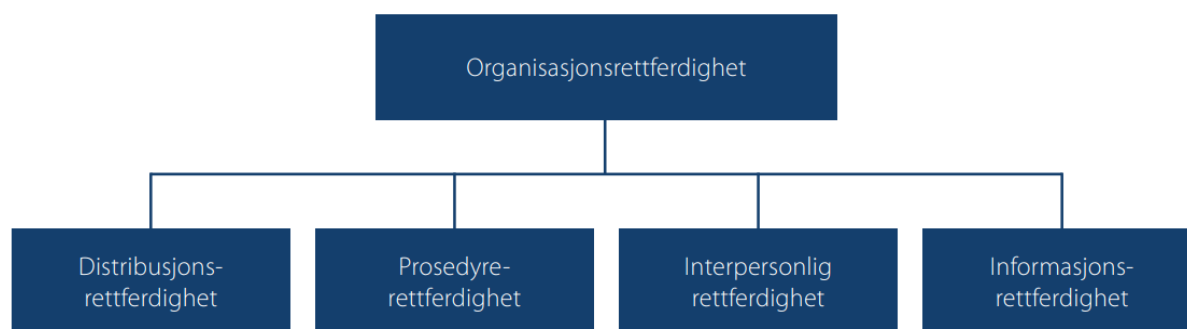 Organisasjonsrettferdighet
Distribusjons-
rettferdighet
Prosedyre-
rettferdighet
Interpersonlig
rettferdighet
Informasjons-
rettferdighet